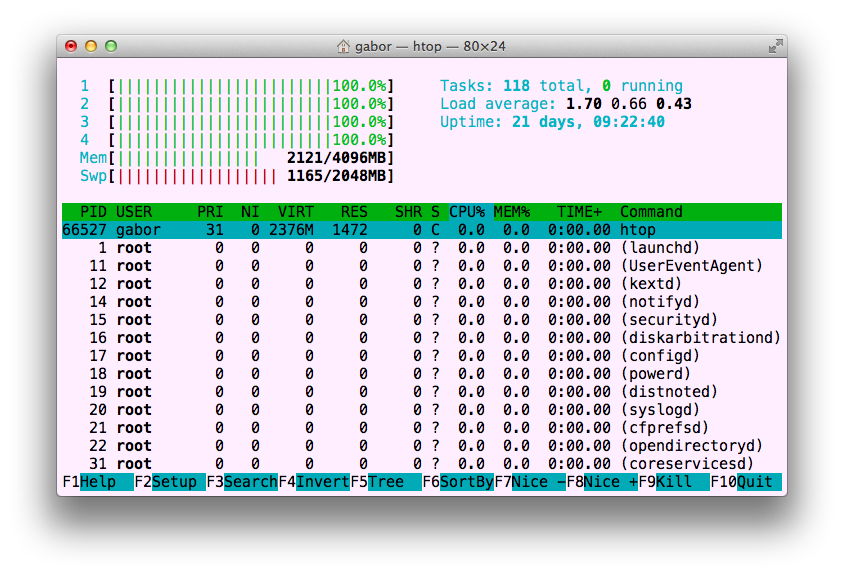 gabor — htop — 80×24
1 [||||||||||||||||||||||||100.0%] Tasks: 118 total, 0 running
2 [||||||||||||||||||||||||100.0%] Load average: 1.70 0.66 0.43
3 [||||||||||||||||||||||||100.0%] Uptime: 21 days, 09:22:40
4 [||||||||||||||||||||||||100.0%]
Mem[|||||||||||||||| 2121/4096MB]
Swp[|||||||||||||||||| 1165/2048MB]
PID USER PRI NI VIRT RES SHR S CPU% MEM% TIME+ Command
66527 gabor 31 0 2376M 1472 0 C 0.0 0.0 0:00.00 htop
1 root 0 0 0 0 0 ? 0.0 0.0 0:00.00 (launchd)
11 root 0 0 0 0 0 ? 0.0 0.0 0:00.00 (UserEventAgent)
12 root 0 0 0 0 0 ? 0.0 0.0 0:00.00 (kextd)
14 root 0 0 0 0 0 ? 0.0 0.0 0:00.00 (notifyd)
15 root 0 0 0 0 0 ? 0.0 0.0 0:00.00 (securityd)
16 root 0 0 0 0 0 ? 0.0 0.0 0:00.00 (diskarbitrationd)
17 root 0 0 0 0 0 ? 0.0 0.0 0:00.00 (configd)
18 root 0 0 0 0 0 ? 0.0 0.0 0:00.00 (powerd)
19 root 0 0 0 0 0 ? 0.0 0.0 0:00.00 (distnoted)
20 root 0 0 0 0 0 ? 0.0 0.0 0:00.00 (syslogd)
21 root 0 0 0 0 0 ? 0.0 0.0 0:00.00 (cfprefsd)
22 root 0 0 0 0 0 ? 0.0 0.0 0:00.00 (opendirectoryd)
31 root 0 0 0 0 0 ? 0.0 0.0 0:00.00 (coreservicesd)
F1Help F2Setup F3SearchF4InvertF5Tree F6SortByF7Nice -F8Nice +F9Kill F10Quit